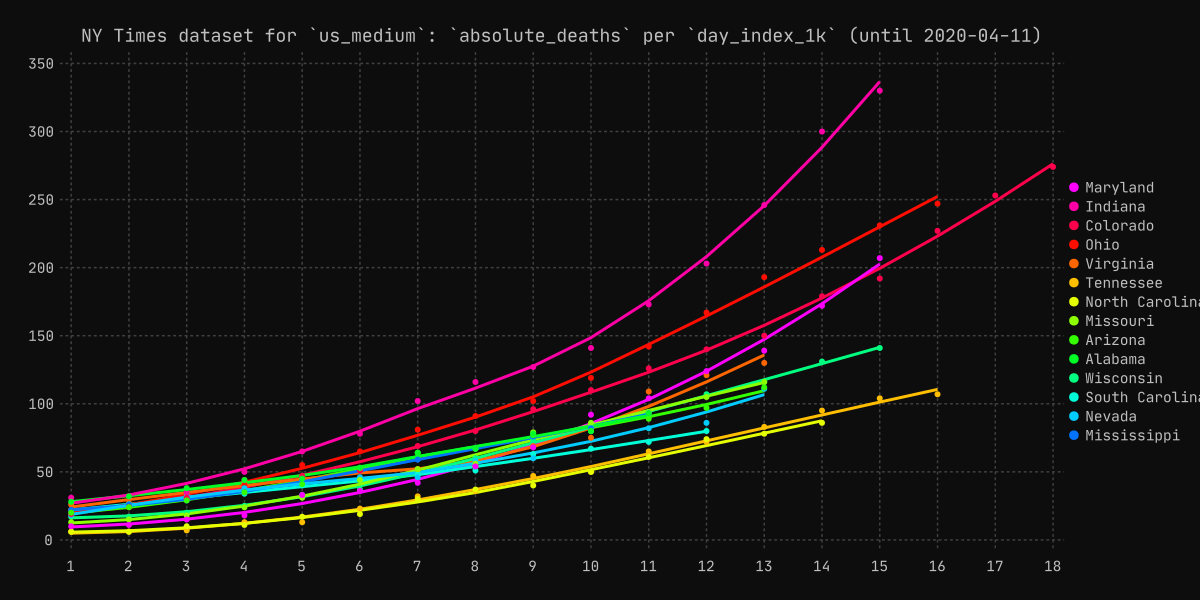 NY Times dataset for `us_medium`: `absolute_deaths` per `day_index_1k` (until 2020-04-11)
350
300
250
200
150
100
50
0
1 2 3 4 5 6 7 8 9 10 11 12 13 14 15 16 17 18
Maryland
Indiana
Colorado
Ohio
Virginia
Tennessee
North Carolina
Missouri
Arizona
Alabama
Wisconsin
South Carolina
Nevada
Mississippi